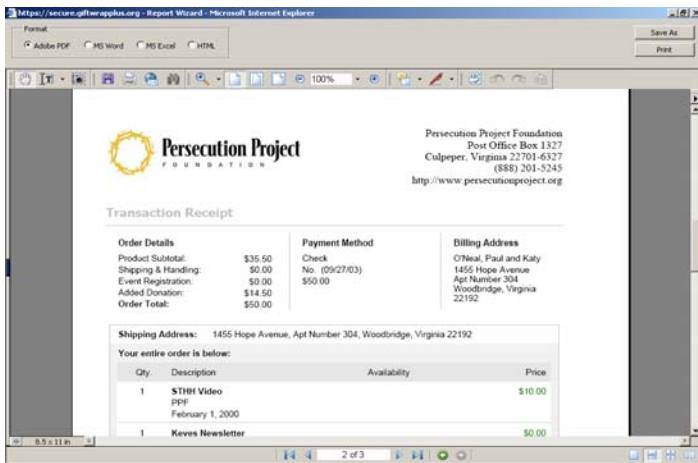 https://secure.giftwrapplus.org - Report Wizard - Microsoft Internet Explorer
Format
Adobe PDF MS Word MS Excel HTML
Save As
Print
100%
Persecution Project
FOUNDATION
Persecution Project Foundation
Post Office Box 1327
Culpeper, Virginia 22701-6327
(888) 201-5245
http://www.persecutionproject.org
Transaction Receipt
Order Details
Product Subtotal: $35.50
Shipping & Handling: $0.00
Event Registration: $0.00
Added Donation: $14.50
Order Total: $50.00
Payment Method
Check
No. (09/27/03)
$50.00
Billing Address
O'Neal, Paul and Katy
1455 Hope Avenue
Apt Number 304
Woodbridge, Virginia
22192
Shipping Address: 1455 Hope Avenue, Apt Number 304, Woodbridge, Virginia 22192
Your entire order is below:
Qty. Description Availability Price
1 STHH Video $10.00
PPF
February 1, 2000
1 Keves Newsletter $0.00
8.5 x 11 in
2 of 3